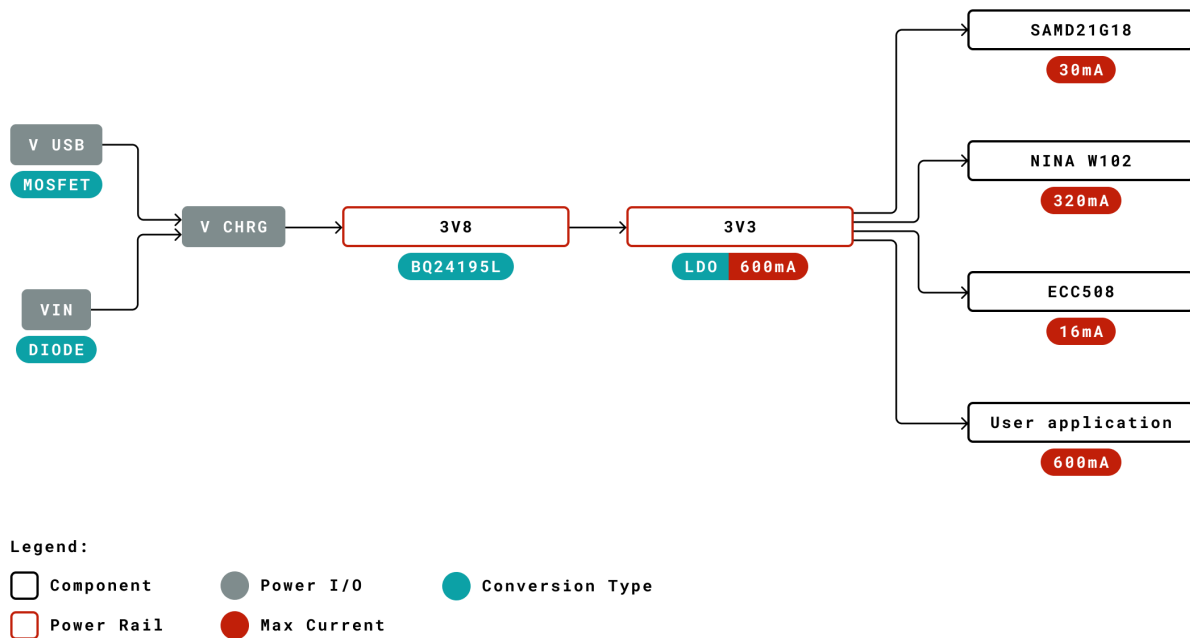 SAMD21G18
30mA
V USB
MOSFET
NINA W102
320mA
V CHRG
3V8
3V3
BQ24195L
LDO 600mA
VIN
DIODE
ECC508
16mA
User application
600mA
Legend:
Component
Power I/O
Conversion Type
Power Rail
Max Current